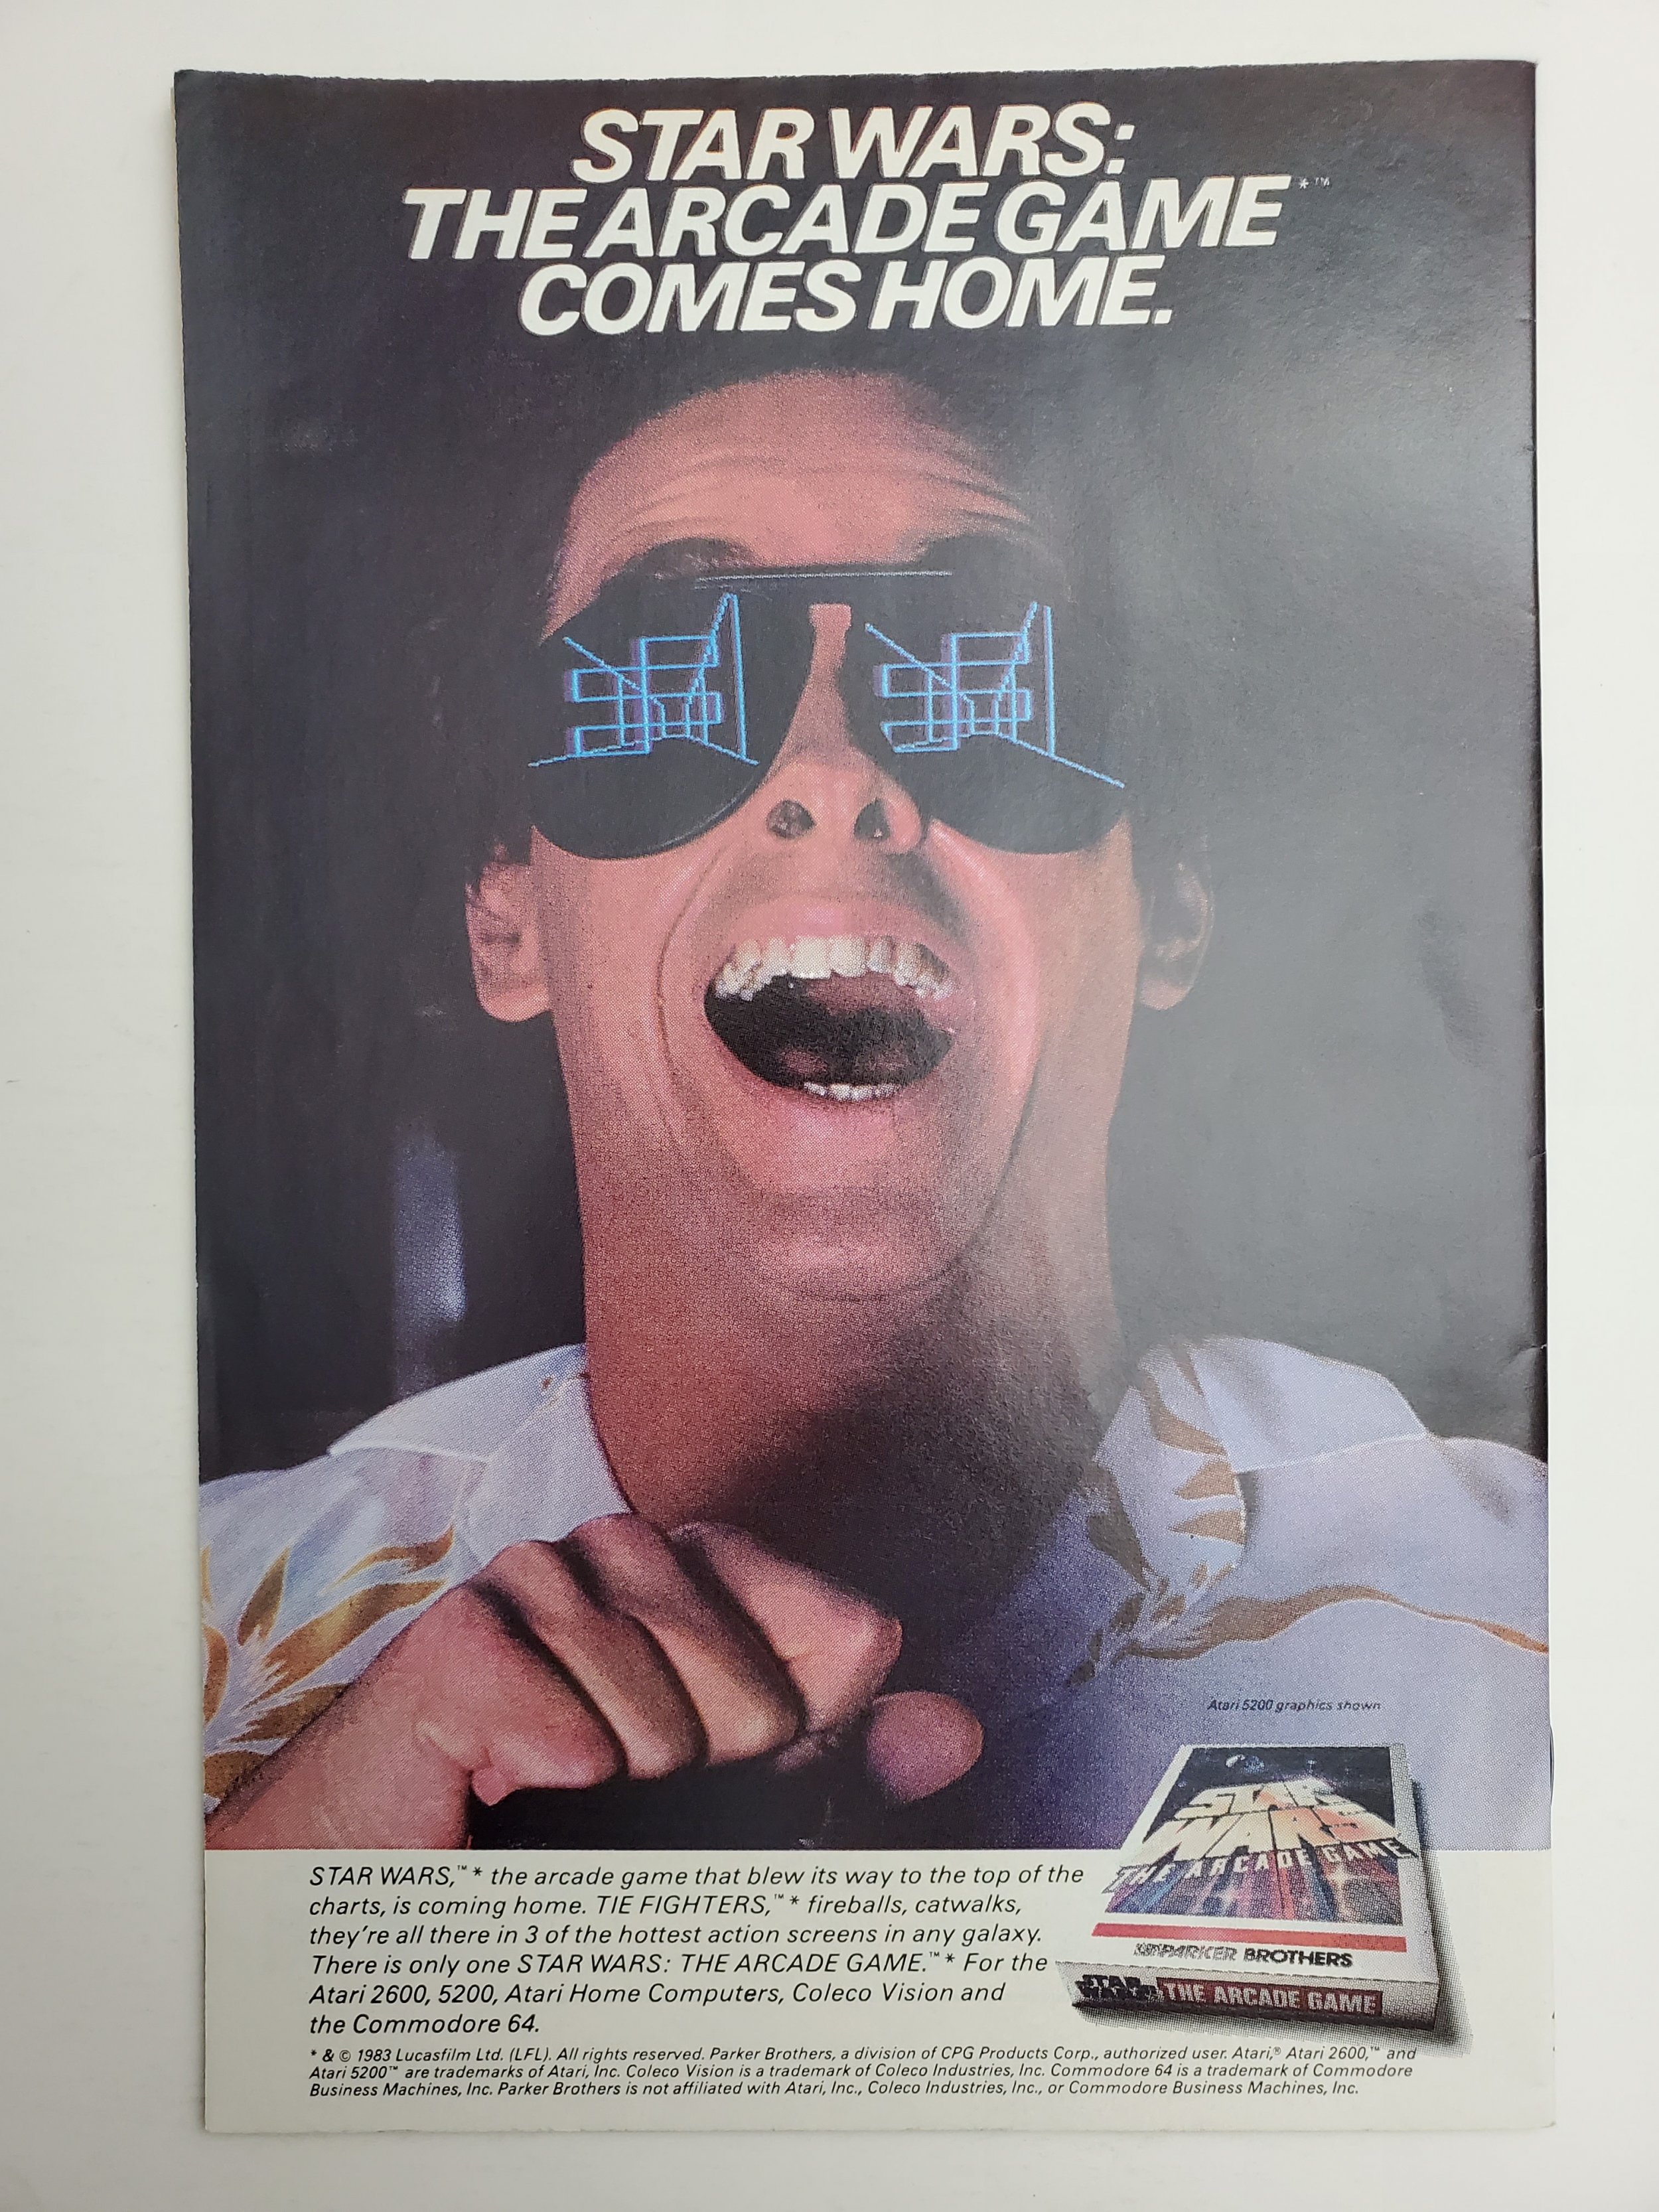 STAR WARS:
THE ARCADE GAME*™
COMES HOME.
Atari 5200 graphics shown
STAR WARS
THE ARCADE GAME
PARKER BROTHERS
STAR WARS THE ARCADE GAME
STAR WARS,™* the arcade game that blew its way to the top of the
charts, is coming home. TIE FIGHTERS,™* fireballs, catwalks,
they're all there in 3 of the hottest action screens in any galaxy.
There is only one STAR WARS: THE ARCADE GAME.™* For the
Atari 2600, 5200, Atari Home Computers, Coleco Vision and
the Commodore 64.
* & © 1983 Lucasfilm Ltd. (LFL). All rights reserved. Parker Brothers, a division of CPG Products Corp., authorized user. Atari,® Atari 2600,™ and
Atari 5200™ are trademarks of Atari, Inc. Coleco Vision is a trademark of Coleco Industries, Inc. Commodore 64 is a trademark of Commodore
Business Machines, Inc. Parker Brothers is not affiliated with Atari, Inc., Coleco Industries, Inc., or Commodore Business Machines, Inc.